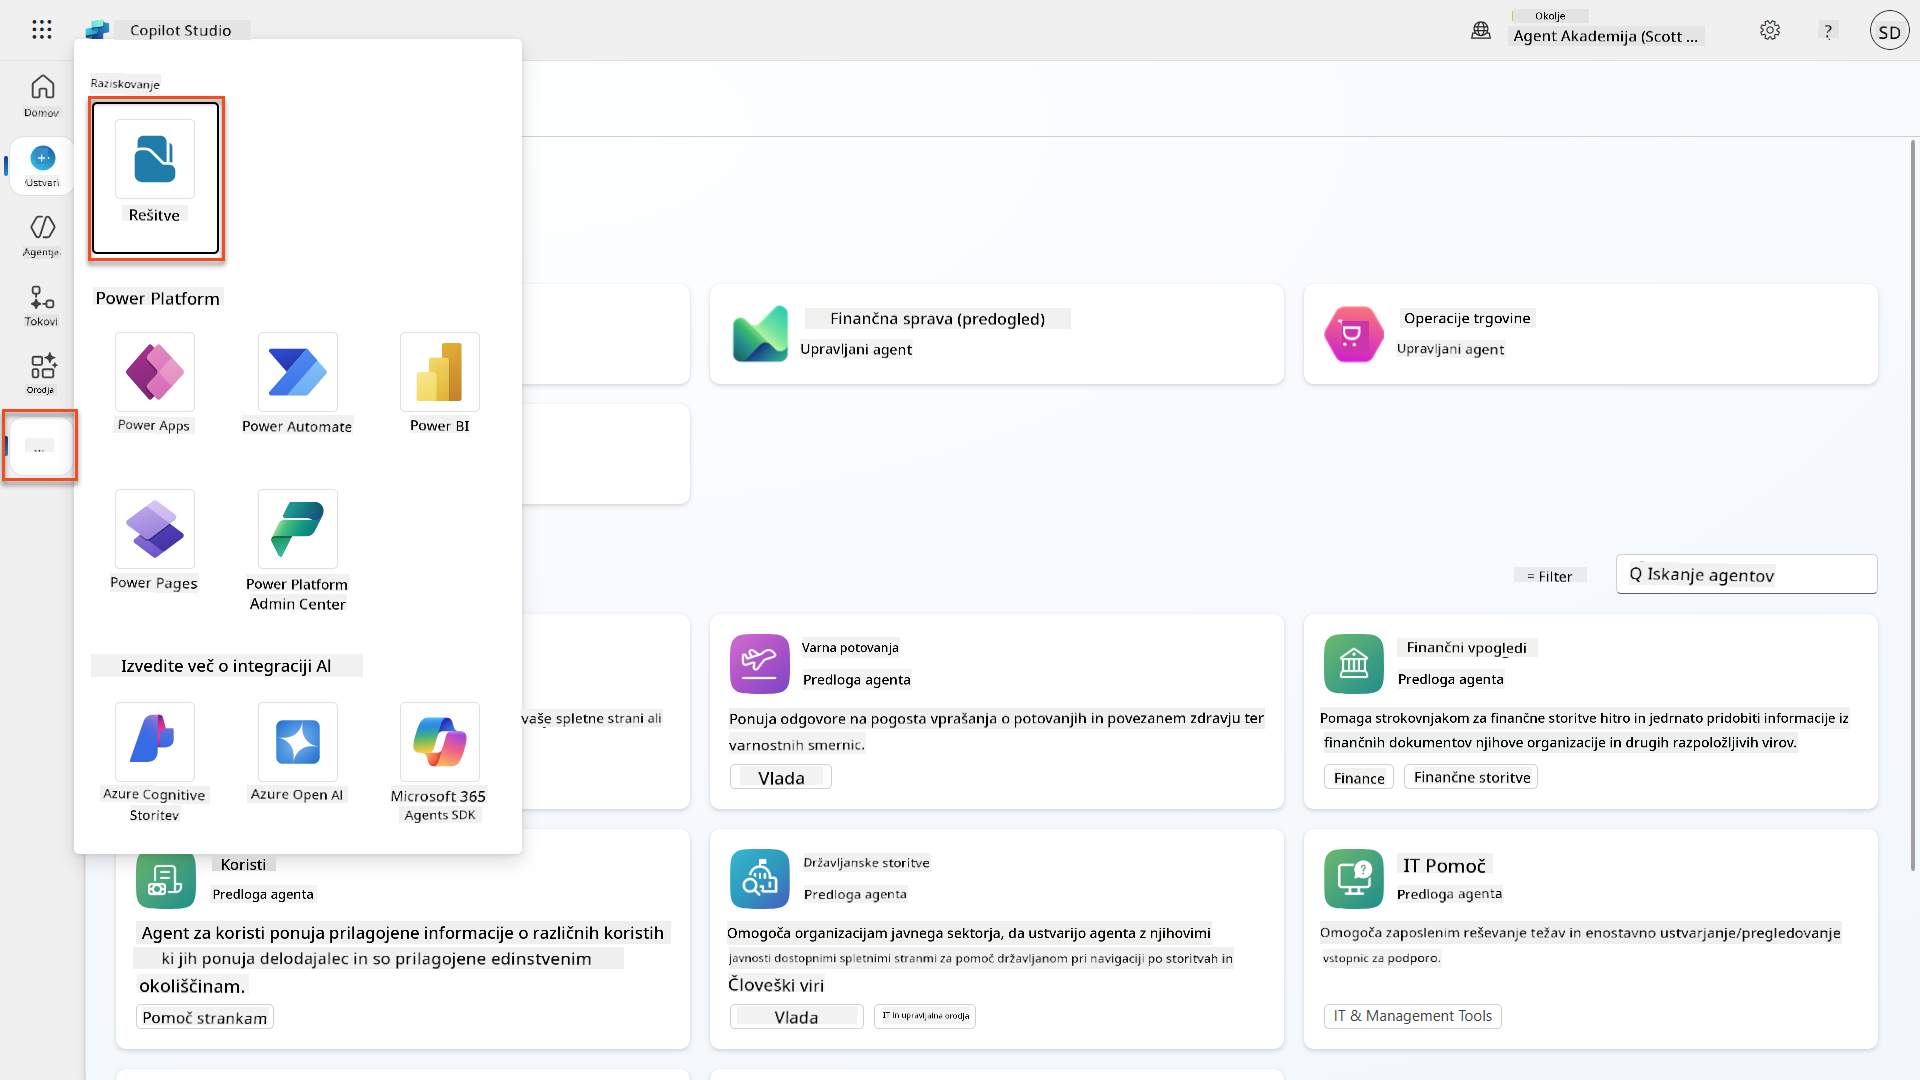 Copilot Studio
Okolje
Agent Akademija (Scott ...
?
SD
Domov
Ustvari
Agentje
Tokovi
Orodja
...
Raziskovanje
Rešitve
Power Platform
Power Apps
Power Automate
Power BI
Power Pages
Power Platform
Admin Center
Izvedite več o integraciji AI
Azure Cognitive
Storitev
Azure Open AI
Microsoft 365
Agents SDK
Finančna sprava (predogled)
Upravljani agent
Operacije trgovine
Upravljani agent
= Filter
Q Iskanje agentov
vaše spletne strani ali
Varna potovanja
Predloga agenta
Ponuja odgovore na pogosta vprašanja o potovanjih in povezanem zdravju ter
varnostnih smernic.
Vlada
Finančni vpogledi
Predloga agenta
Pomaga strokovnjakom za finančne storitve hitro in jedrnato pridobiti informacije iz
finančnih dokumentov njihove organizacije in drugih razpoložljivih virov.
Finance
Finančne storitve
Koristi
Predloga agenta
Agent za koristi ponuja prilagojene informacije o različnih koristih
ki jih ponuja delodajalec in so prilagojene edinstvenim
okoliščinam.
Pomoč strankam
Državljanske storitve
Predloga agenta
Omogoča organizacijam javnega sektorja, da ustvarijo agenta z njihovimi
javnosti dostopnimi spletnimi stranmi za pomoč državljanom pri navigaciji po storitvah in
Človeški viri
Vlada
IT in upravljalna orodja
IT Pomoč
Predloga agenta
Omogoča zaposlenim reševanje težav in enostavno ustvarjanje/pregledovanje
vstopnic za podporo.
IT & Management Tools